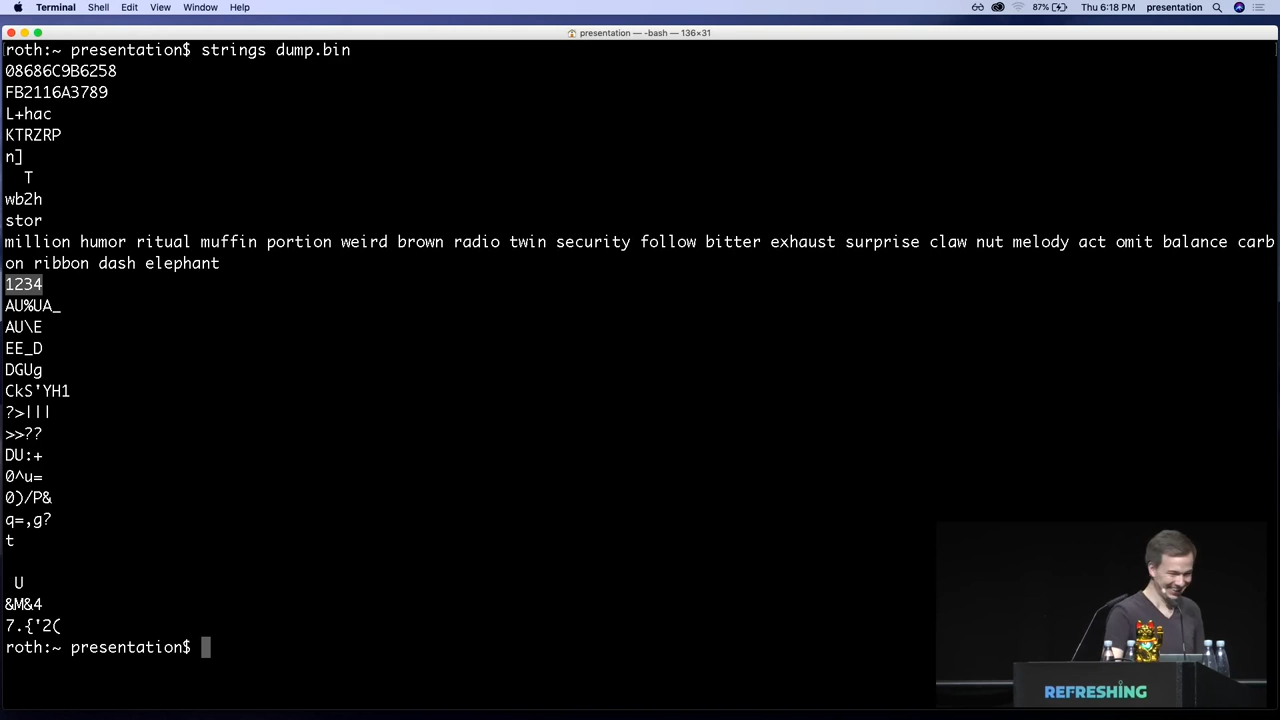 Terminal Shell Edit View Window Help 87% Thu 6:18 PM presentation
presentation — -bash — 136×31
roth:~ presentation$ strings dump.bin
08686C9B6258
FB2116A3789
L+hac
KTRZRP
n]
T
wb2h
stor
million humor ritual muffin portion weird brown radio twin security follow bitter exhaust surprise claw nut melody act omit balance carb
on ribbon dash elephant
1234
AU%UA_
AU\E
EE_D
DGUg
CkS'YH1
?>|||
>>??
DU:+
0^u=
0)/P&
q=,g?
t
U
&M&4
7.{'2(
roth:~ presentation$
REFRESHING